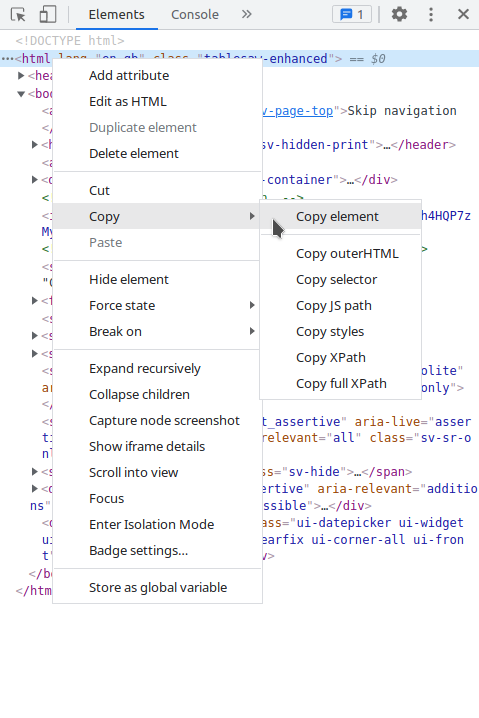 Elements Console » 1
<!DOCTYPE html>
<html lang="en-gb" class="tablesaw-enhanced"> == $0
<hea
<bo
Add attribute
v-page-top">Skip navigation
Edit as HTML
Duplicate element
sv-hidden-print">…</header>
Delete element
-container">…</div>
Cut
Copy
Copy element
h4HQP7z
My
Paste
Copy outerHTML
Hide element
Copy selector
Force state
Copy JS path
Break on
Copy styles
Copy XPath
Expand recursively
olite"
Copy full XPath
Collapse children
only">
Capture node screenshot
t_assertive" aria-live="asser
relevant="all" class="sv-sr-o
Show iframe details
Scroll into view
ss="sv-hide">…</span>
Focus
ertive" aria-relevant="additio
ns"
ssible">…</div>
Enter Isolation Mode
ss="ui-datepicker ui-widget
earfix ui-corner-all ui-fron
Badge settings…
v>
</bo
Store as global variable
</htm